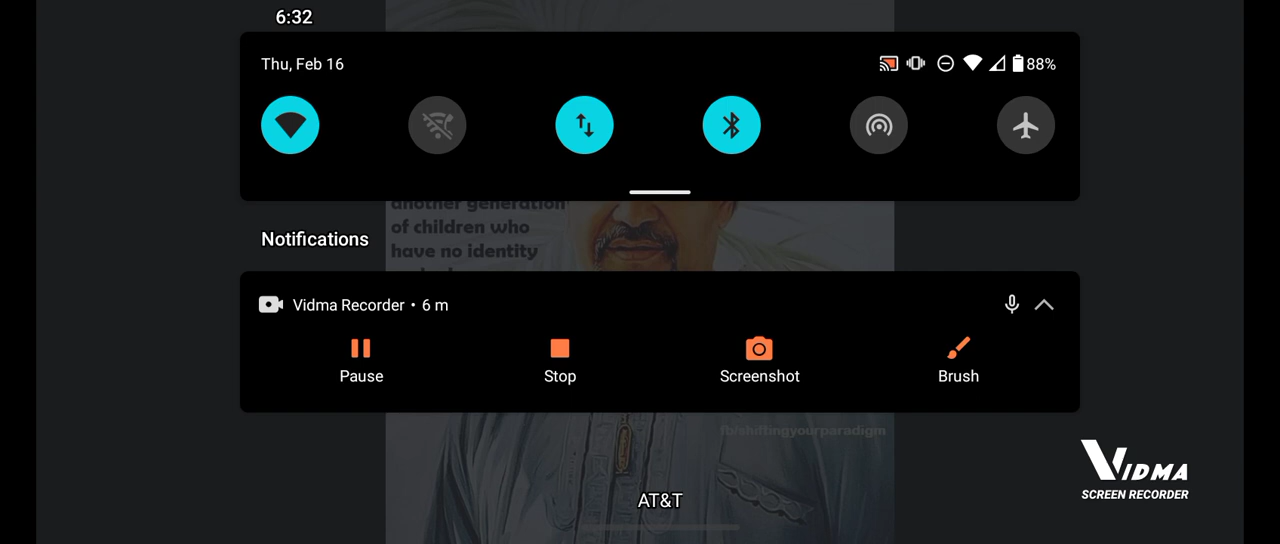 6:32
Thu, Feb 16
88%
another generation
of children who
have no identity
Notifications
Vidma Recorder • 6 m
Pause
Stop
Screenshot
Brush
fb/shiftingyourparadigm
VIDMA
SCREEN RECORDER
AT&T